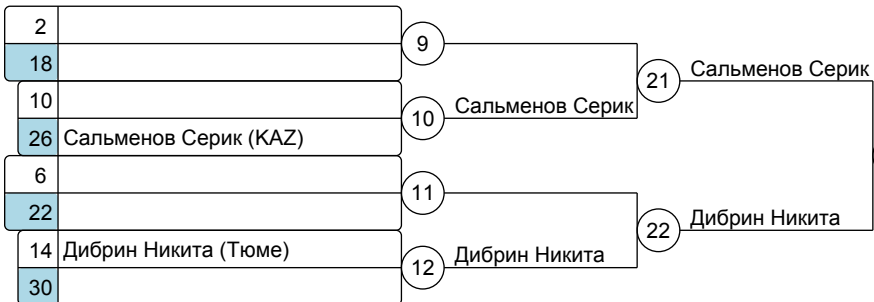 2
9
18
21 Сальменов Серик
10
10 Сальменов Серик
26 Сальменов Серик (KAZ)
6
11
22
22 Дибрин Никита
14 Дибрин Никита (Тюме)
12 Дибрин Никита
30